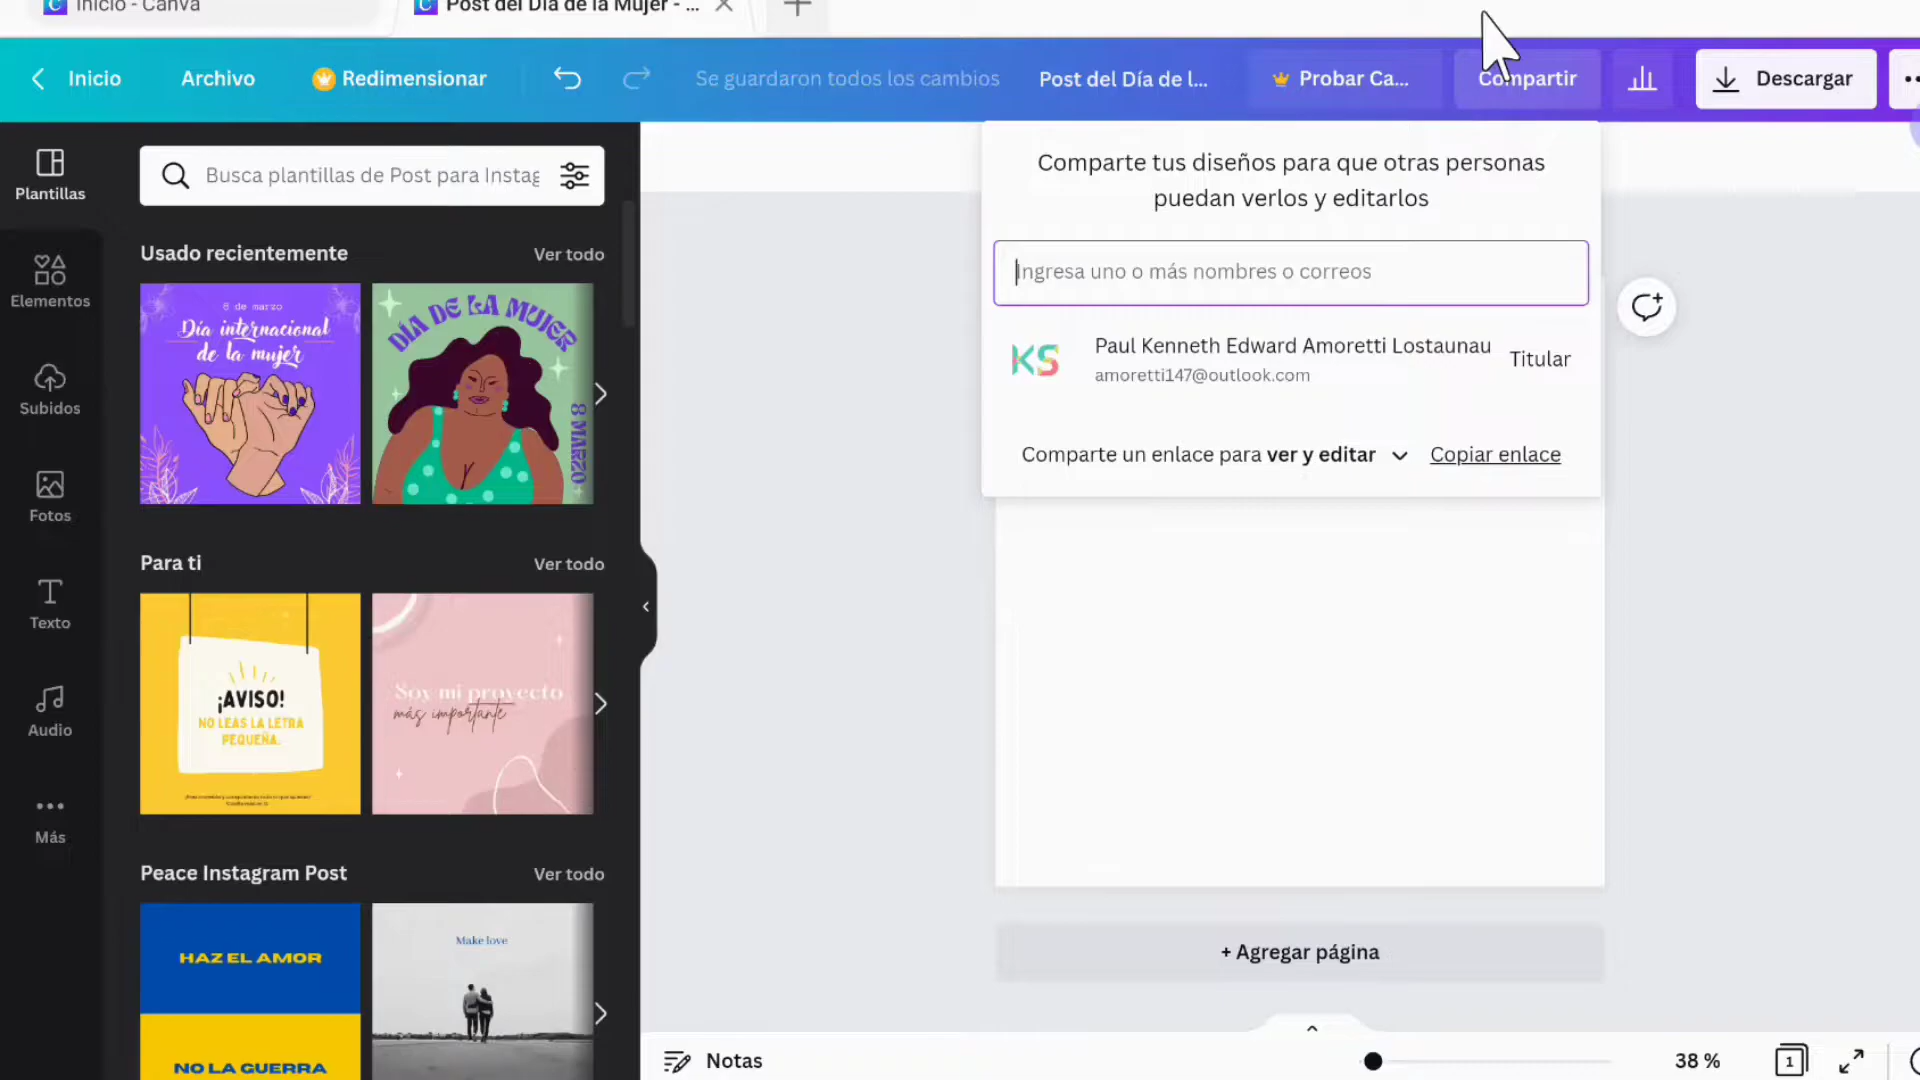 Inicio - Canva
Post del Día de la Mujer - ...
Inicio
Archivo
Redimensionar
Se guardaron todos los cambios
Post del Día de l...
Probar Ca...
Compartir
Descargar
Plantillas
Elementos
Subidos
Fotos
Texto
Audio
Más
Busca plantillas de Post para Instag
Usado recientemente
Ver todo
8 de marzo
Día internacional
de la mujer
DÍA DE LA MUJER
8 MARZO
Para ti
Ver todo
¡AVISO!
NO LEAS LA LETRA
PEQUEÑA.
Soy mi proyecto
más importante
Peace Instagram Post
Ver todo
HAZ EL AMOR
NO LA GUERRA
Make love
Comparte tus diseños para que otras personas
puedan verlos y editarlos
Ingresa uno o más nombres o correos
KS
Paul Kenneth Edward Amoretti Lostaunau
amoretti147@outlook.com
Titular
Comparte un enlace para ver y editar
Copiar enlace
+ Agregar página
Notas
38 %
1